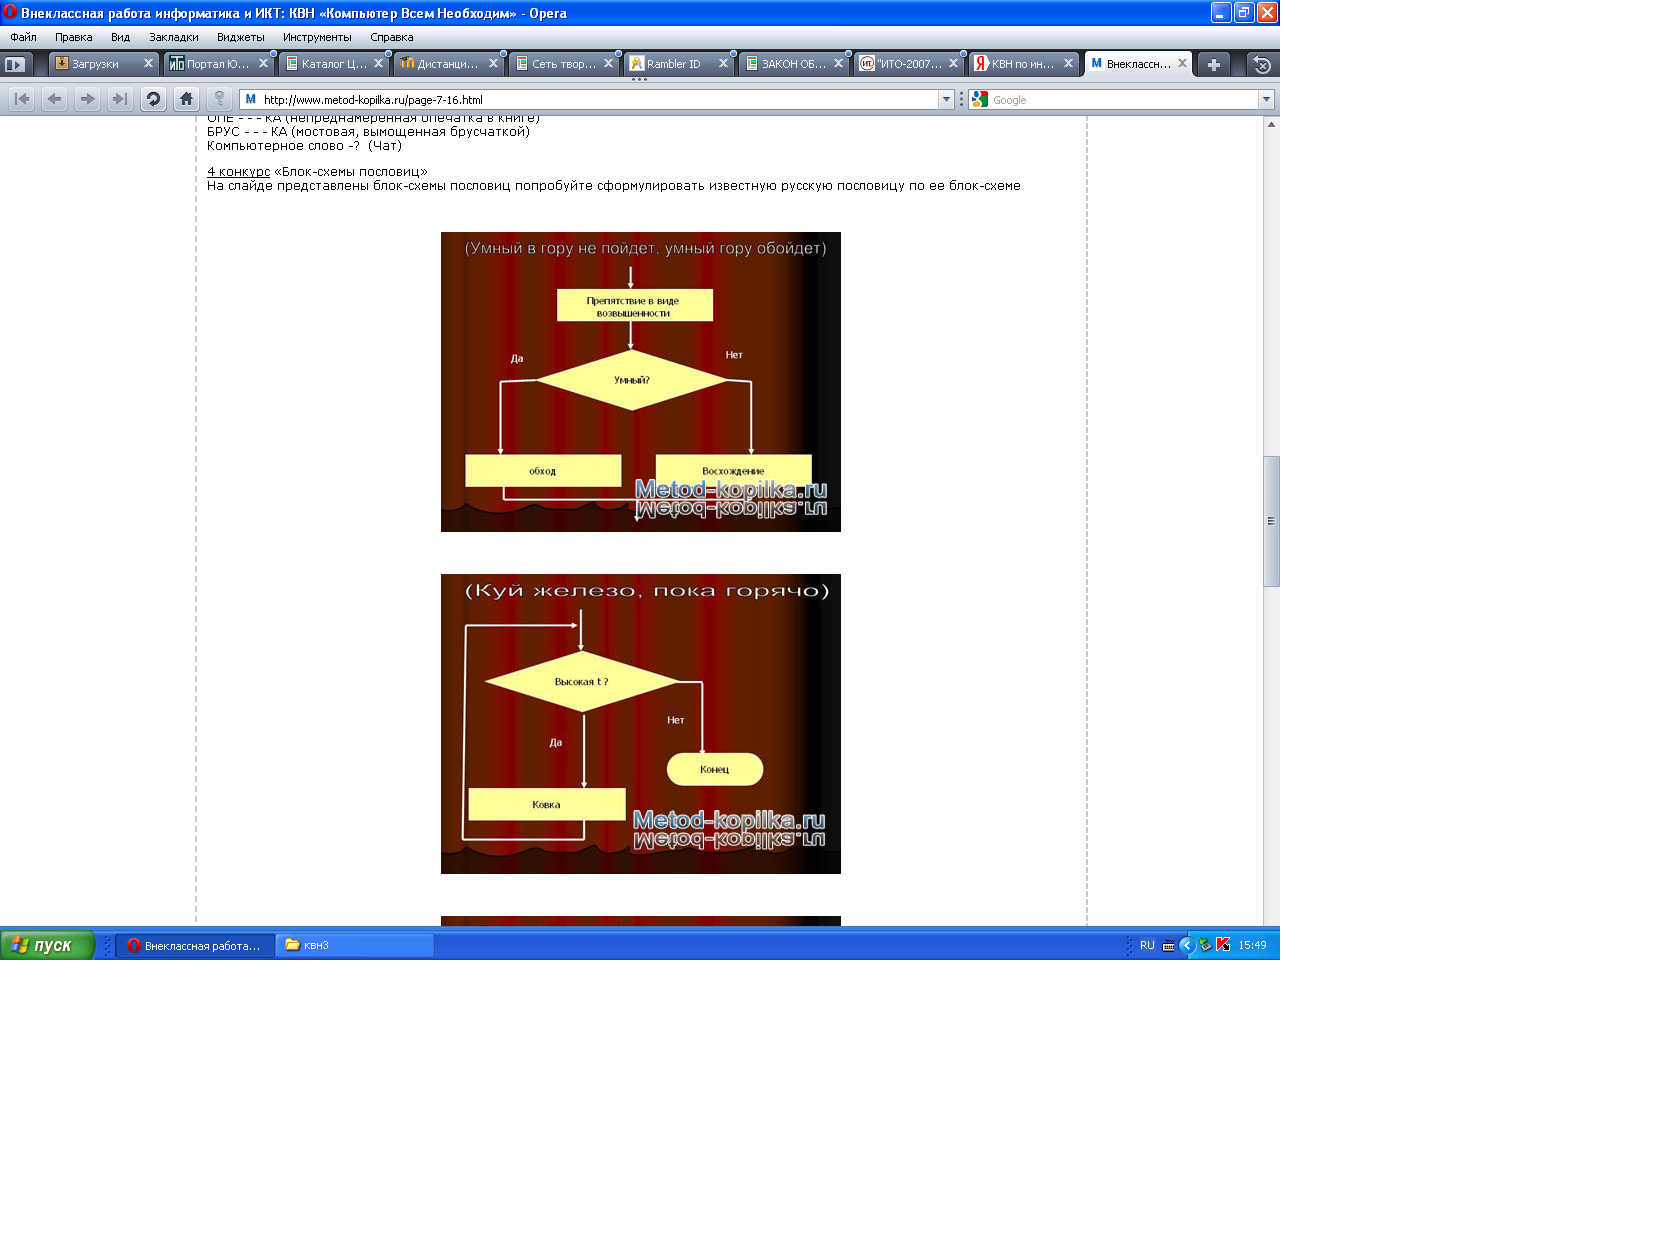 Внеклассная работа информатика и ИКТ: КВН «Компьютер Всем Необходим» - Opera
Файл Правка Вид Закладки Виджеты Инструменты Справка
Загрузки Портал Ю... Каталог Ц... Дистанци... Сеть твор... Rambler ID ЗАКОН ОБ... "ИТО-2007... КВН по ин... Внеклассн...
http://www.metod-kopilka.ru/page-7-16.html Google
ОПЕ - - - КА (непреднамеренная опечатка в книге)
БРУС - - - КА (мостовая, вымощенная брусчаткой)
Компьютерное слово -? (Чат)
4 конкурс «Блок-схемы пословиц»
На слайде представлены блок-схемы пословиц попробуйте сформулировать известную русскую пословицу по ее блок-схеме
(Умный в гору не пойдет, умный гору обойдет)
Препятствие в виде
возвышенности
Да
Нет
Умный?
обход
Восхождение
Metod-kopilka.ru
(Куй железо, пока горячо)
Высокая t ?
Нет
Да
Конец
Ковка
Metod-kopilka.ru
пуск Внеклассная работа... квн3 RU 15:49